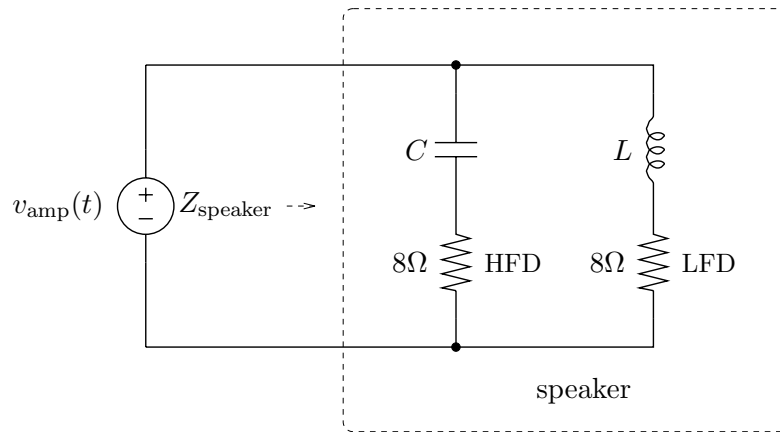 C
L
+
v_amp(t)
Z_speaker
−
8Ω
HFD
8Ω
LFD
speaker